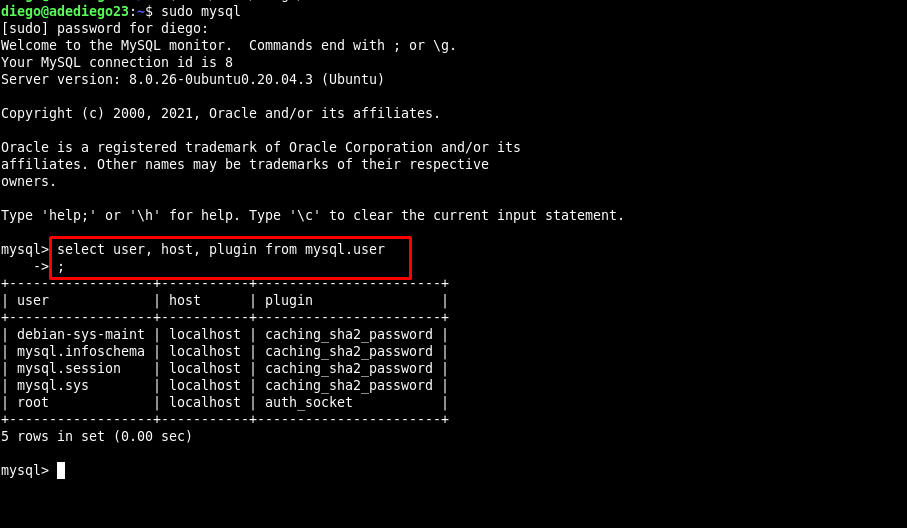 diego@adediego23:~$ sudo mysql
[sudo] password for diego:
Welcome to the MySQL monitor.  Commands end with ; or \g.
Your MySQL connection id is 8
Server version: 8.0.26-0ubuntu0.20.04.3 (Ubuntu)

Copyright (c) 2000, 2021, Oracle and/or its affiliates.

Oracle is a registered trademark of Oracle Corporation and/or its
affiliates. Other names may be trademarks of their respective
owners.

Type 'help;' or '\h' for help. Type '\c' to clear the current input statement.

mysql> select user, host, plugin from mysql.user
    -> ;
+------------------+-----------+-----------------------+
| user             | host      | plugin                |
+------------------+-----------+-----------------------+
| debian-sys-maint | localhost | caching_sha2_password |
| mysql.infoschema | localhost | caching_sha2_password |
| mysql.session    | localhost | caching_sha2_password |
| mysql.sys        | localhost | caching_sha2_password |
| root             | localhost | auth_socket           |
+------------------+-----------+-----------------------+
5 rows in set (0.00 sec)

mysql>